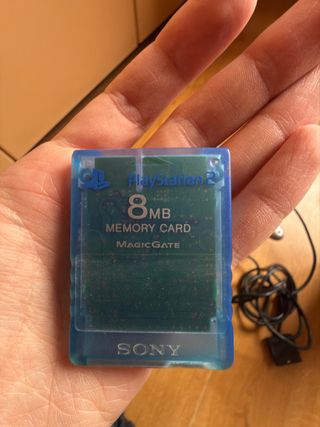 PlayStation 2
8MB
MEMORY CARD
MAGICGATE
SONY